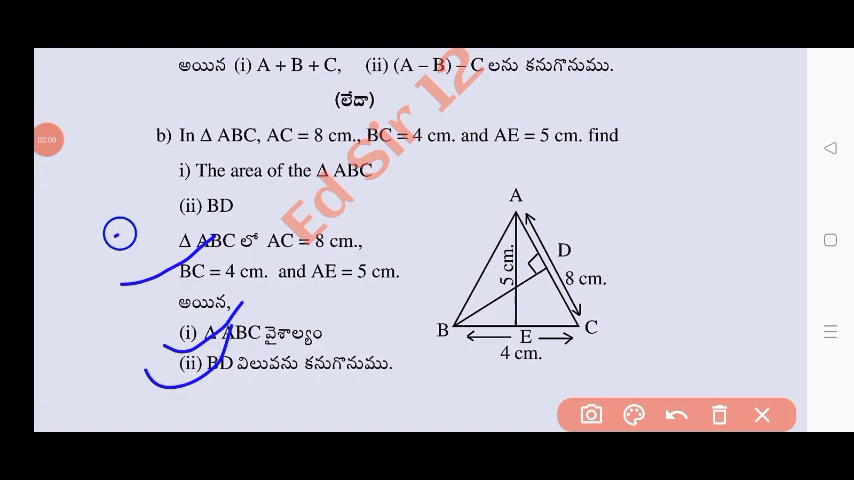 అయిన (i) A + B + C, (ii) (A – B) – C లను కనుగొనుము.
(లేదా)
b) In Δ ABC, AC = 8 cm., BC = 4 cm. and AE = 5 cm. find
i) The area of the Δ ABC
(ii) BD
Δ ABC లో AC = 8 cm.,
BC = 4 cm. and AE = 5 cm.
అయిన,
(i) Δ ABC వైశాల్యం
(ii) BD విలువను కనుగొనుము.
A
D
5 cm.
8 cm.
B
E
C
4 cm.
Ed Sir 12
02:09